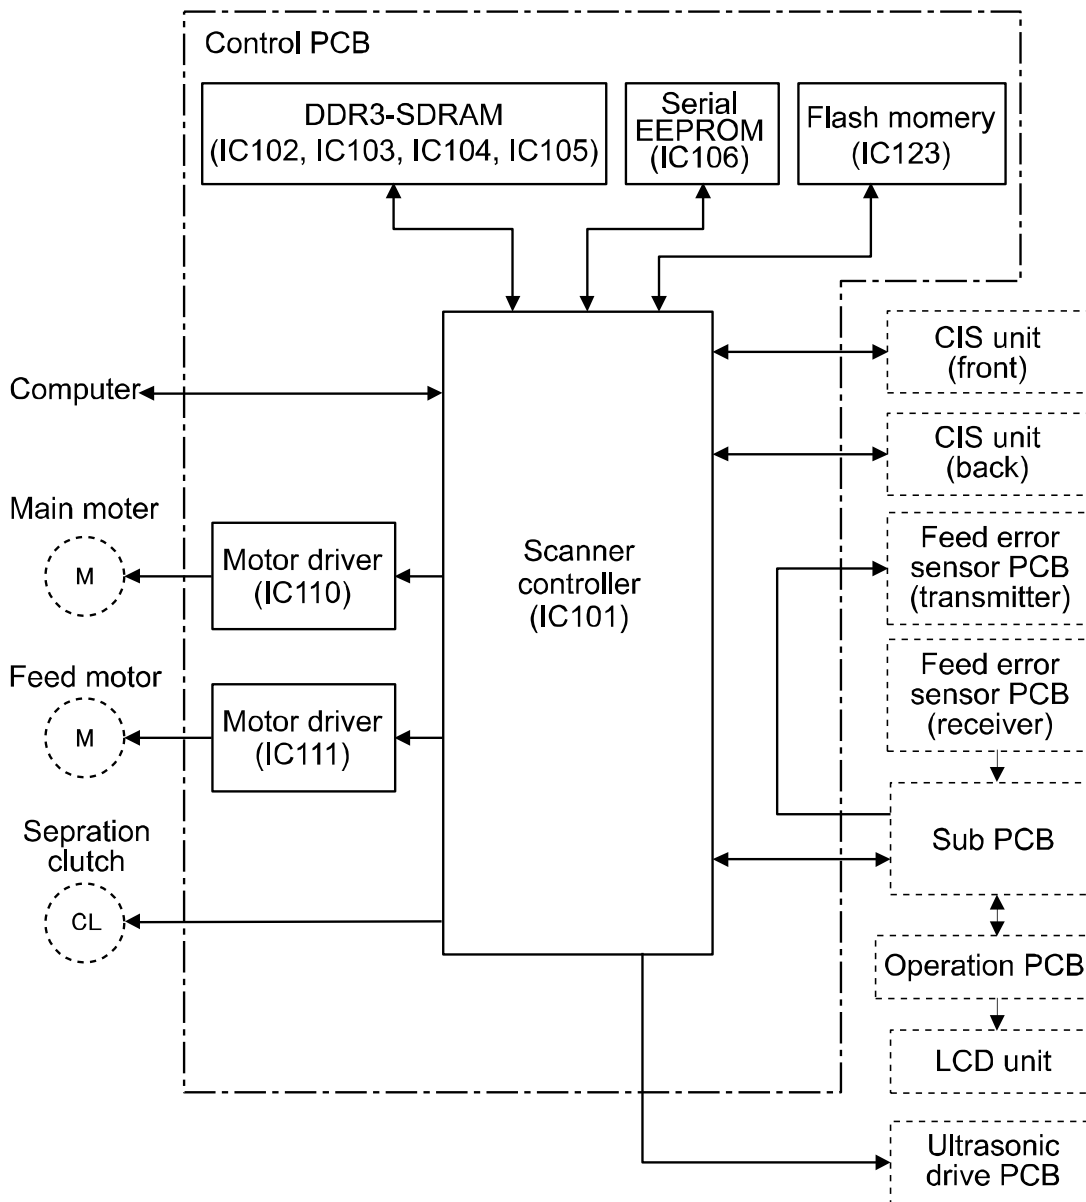 Control PCB
DDR3-SDRAM
(IC102, IC103, IC104, IC105)
Serial
EEPROM
(IC106)
Flash momery
(IC123)
CIS unit
(front)
Computer
CIS unit
(back)
Main moter
M
Motor driver
(IC110)
Scanner
controller
(IC101)
Feed error
sensor PCB
(transmitter)
Feed motor
M
Motor driver
(IC111)
Feed error
sensor PCB
(receiver)
Sepration
clutch
CL
Sub PCB
Operation PCB
LCD unit
Ultrasonic
drive PCB